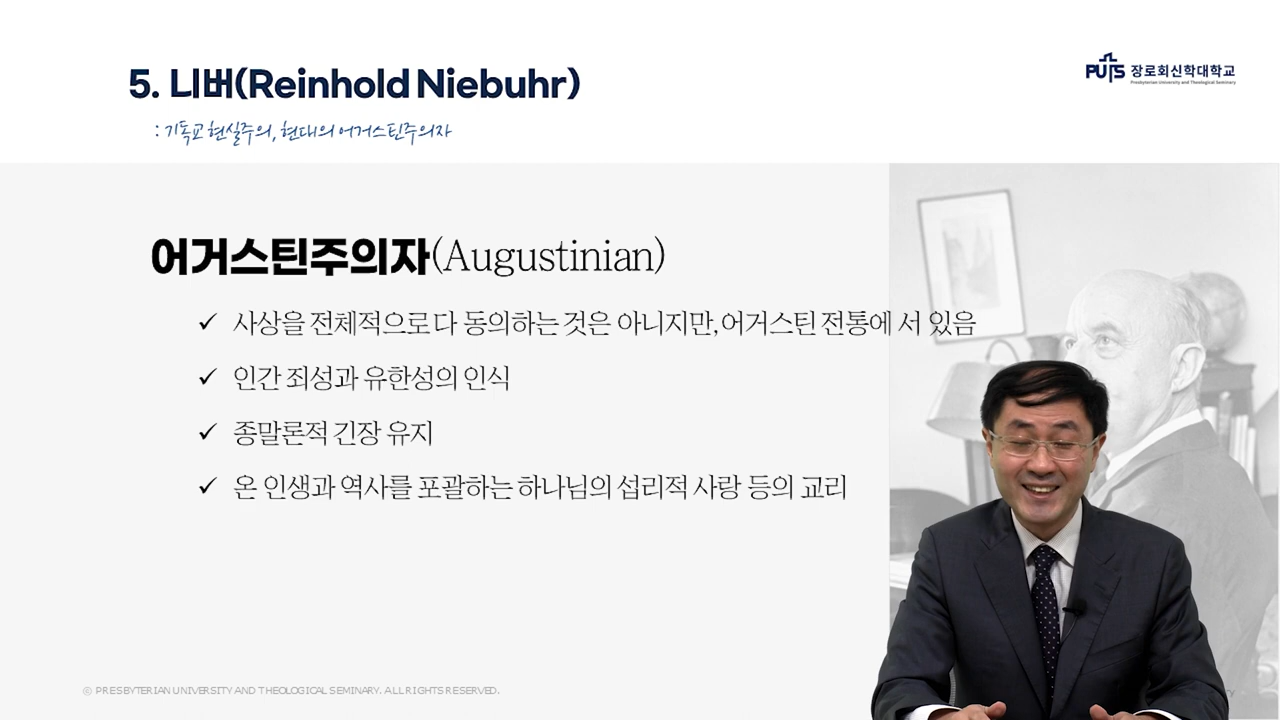 5. 니버(Reinhold Niebuhr)
: 기독교 현실주의, 현대의 어거스틴주의자
PUTS 장로회신학대학교
Presbyterian University and Theological Seminary
어거스틴주의자(Augustinian)
✓ 사상을 전체적으로 다 동의하는 것은 아니지만, 어거스틴 전통에 서 있음
✓ 인간 죄성과 유한성의 인식
✓ 종말론적 긴장 유지
✓ 온 인생과 역사를 포괄하는 하나님의 섭리적 사랑 등의 교리
© PRESBYTERIAN UNIVERSITY AND THEOLOGICAL SEMINARY. ALL RIGHTS RESERVED.